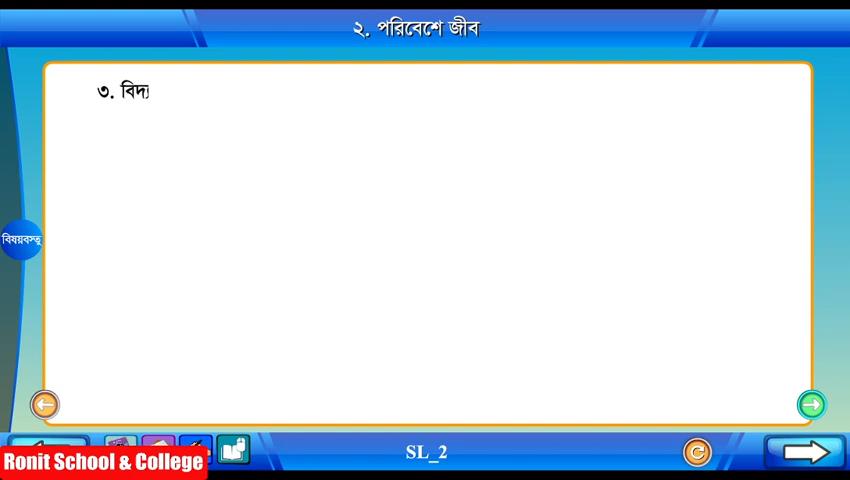 ২. পরিবেশে জীব
৩. বিদ্য
বিষয়বস্তু
SL_2
Ronit School & College